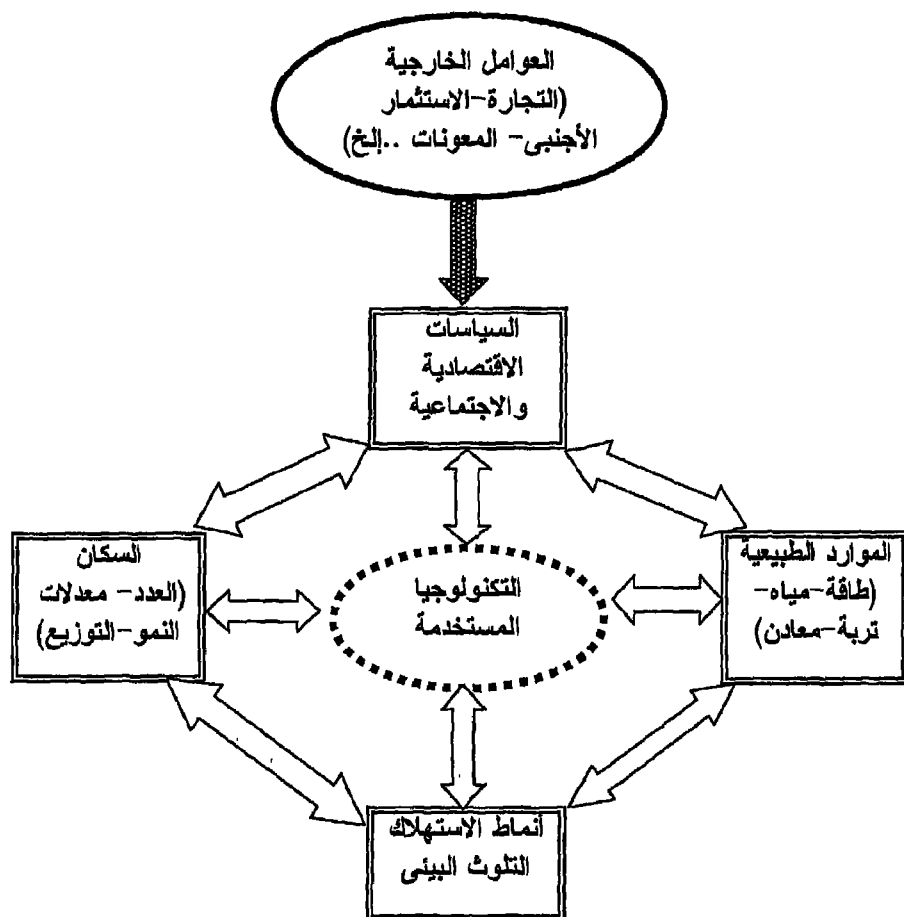 العوامل الخارجية
(التجارة-الاستثمار
الأجنبى- المعونات ..إلخ)
السياسات
الاقتصادية
والاجتماعية
الموارد الطبيعية
(طاقة-مياه-
تربة-معادن)
التكنولوجيا
المستخدمة
السكان
(العدد- معدلات
النمو-التوزيع)
أنماط الاستهلاك
التلوث البيئى